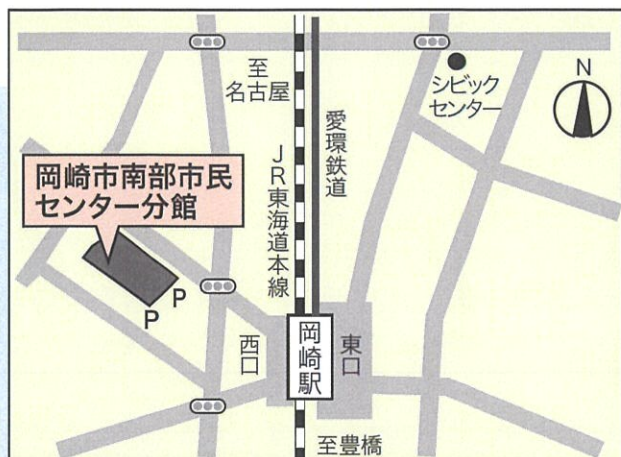 至
名古屋
シビック
センター
N
愛環鉄道
JR東海道本線
岡崎市南部市民
センター分館
P
P
西口
岡崎駅
東口
至豊橋